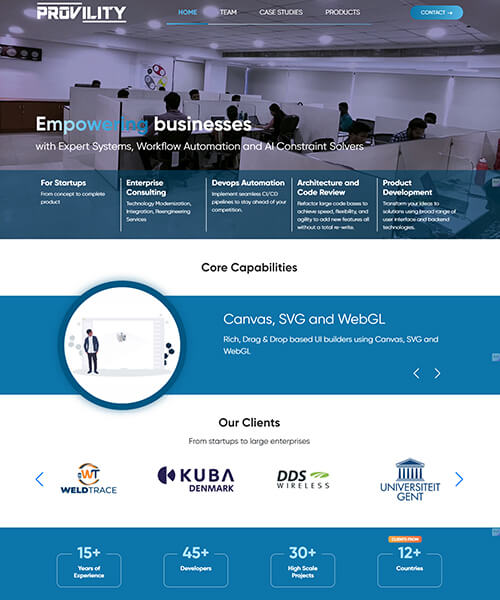 PROVILITY
HOME TEAM CASE STUDIES PRODUCTS CONTACT →
Empowering businesses
with Expert Systems, Workflow Automation and AI Constraint Solvers
For Startups
From concept to complete
product
Enterprise
Consulting
Technology Modernization,
Integration, Reengineering
Services
Devops Automation
Implement seamless CI/CD
pipelines to stay ahead of your
competition.
Architecture and
Code Review
Refactor large code bases to
achieve speed, flexibility, and
agility to add new features all
without a total re-write.
Product
Development
Transform your ideas to
solutions using broad range of
user interface and backend
technologies.
Core Capabilities
Canvas, SVG and WebGL
Rich, Drag & Drop based UI builders using Canvas, SVG and
WebGL
Our Clients
From startups to large enterprises
WT
WELDTRACE
KUBA
DENMARK
DDS
WIRELESS
UNIVERSITEIT
GENT
15+
Years of
Experience
45+
Developers
30+
High Scale
Projects
CLIENTS FROM
12+
Countries